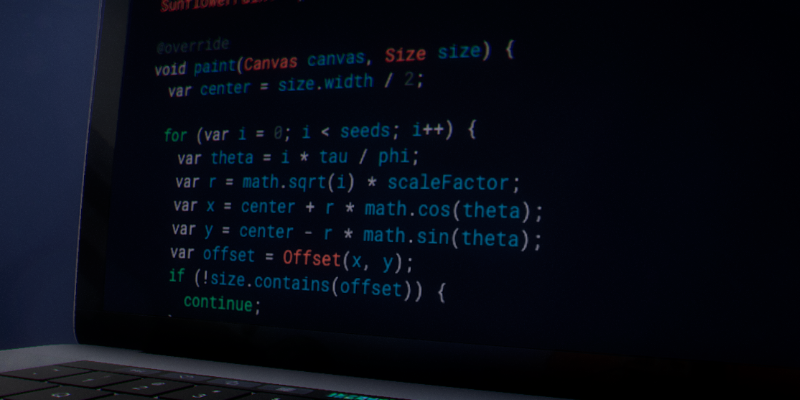 @override
void paint(Canvas canvas, Size size) {
var center = size.width / 2;
for (var i = 0; i < seeds; i++) {
var theta = i * tau / phi;
var r = math.sqrt(i) * scaleFactor;
var x = center + r * math.cos(theta);
var y = center - r * math.sin(theta);
var offset = Offset(x, y);
if (!size.contains(offset)) {
continue;